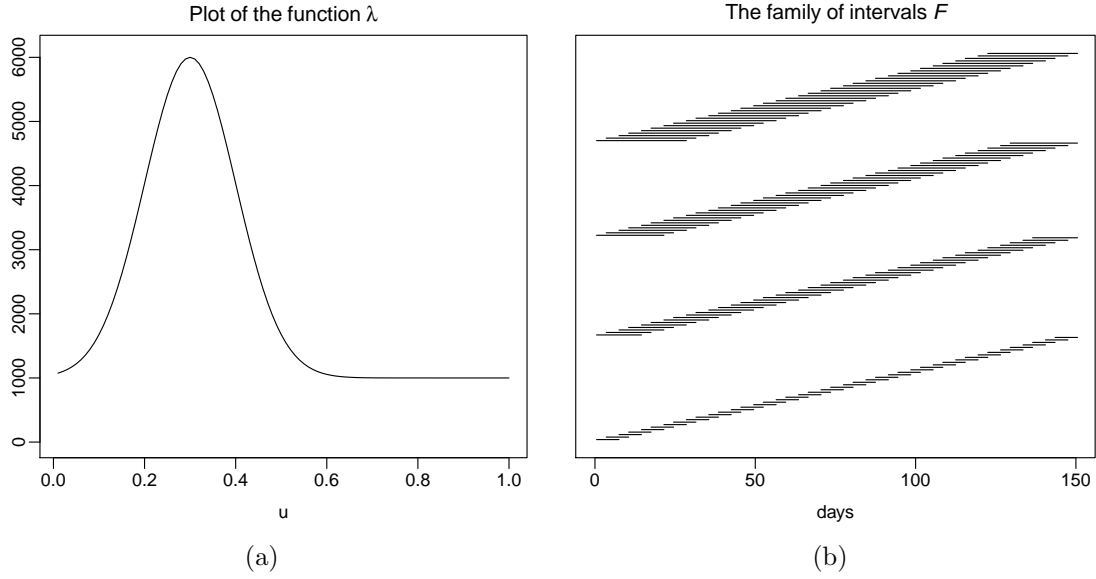 Plot of the function λ
6000
5000
4000
3000
2000
1000
0
0.0 0.2 0.4 0.6 0.8 1.0
u
(a)
The family of intervals F
0 50 100 150
days
(b)